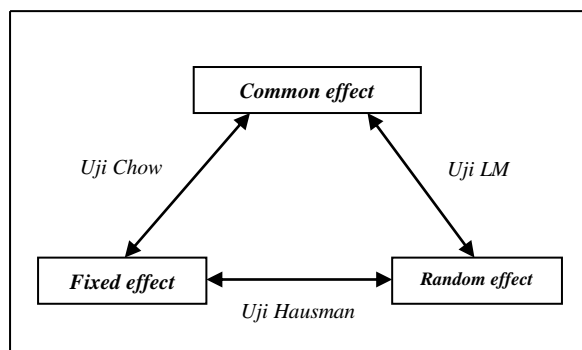 Common effect
Uji Chow
Uji LM
Fixed effect
Random effect
Uji Hausman